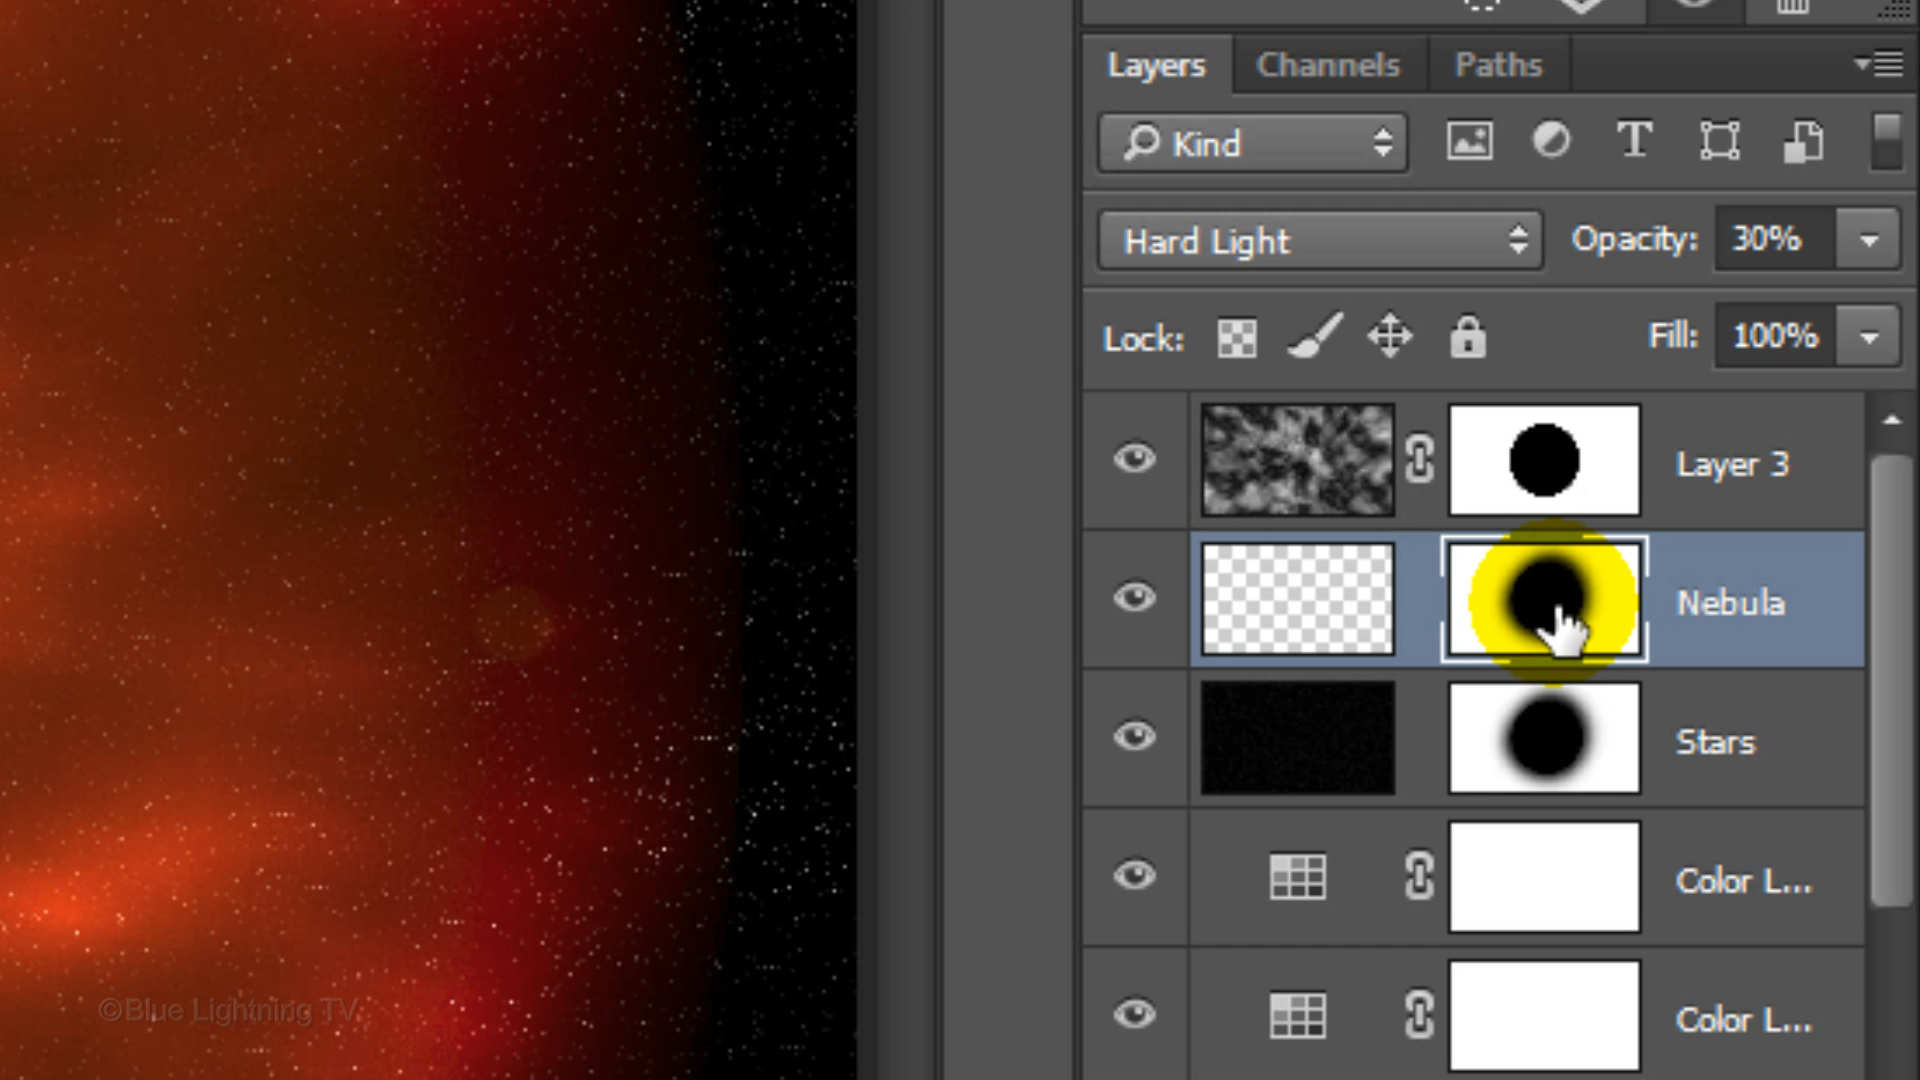 Layers Channels Paths
Kind
Hard Light Opacity: 30%
Lock: Fill: 100%
Layer 3
Nebula
Stars
Color L...
Color L...
©Blue Lightning TV